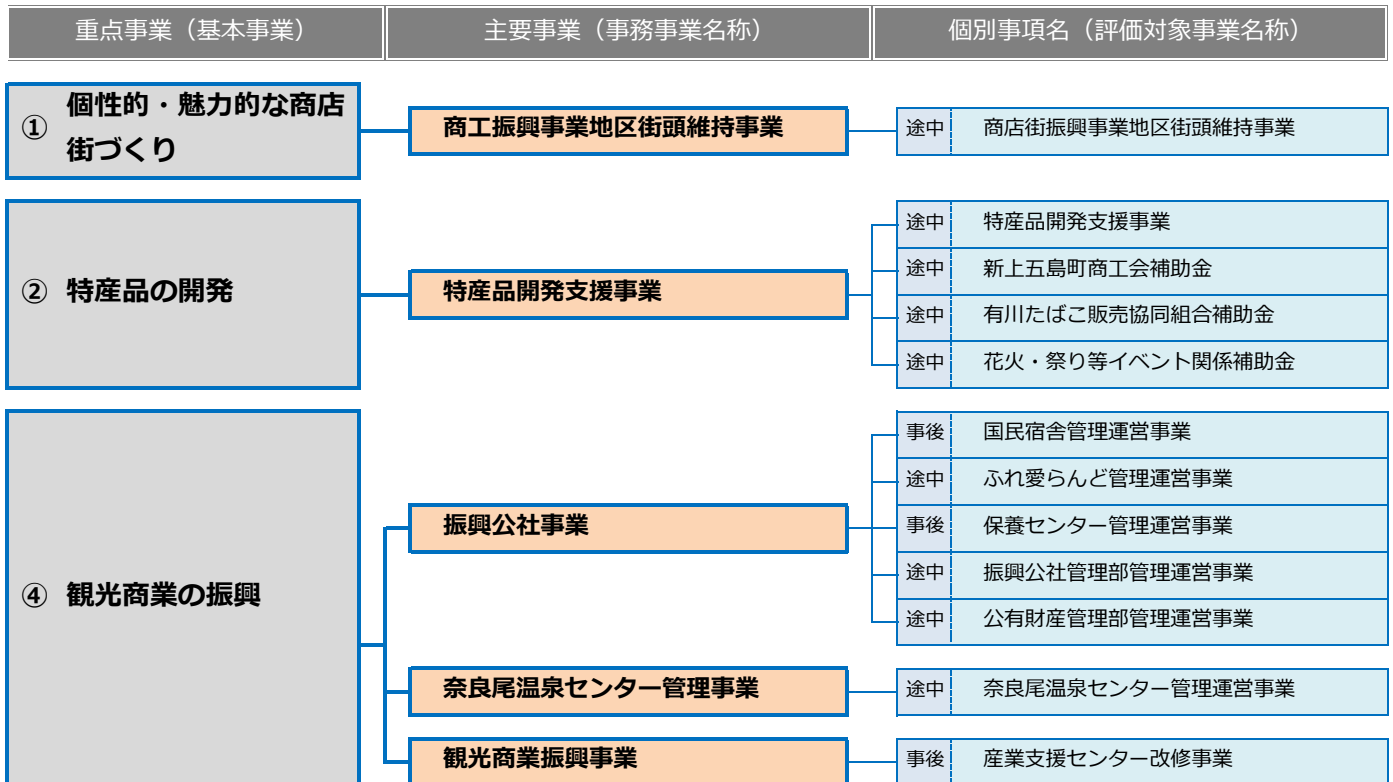 重点事業（基本事業） 主要事業（事務事業名称） 個別事項名（評価対象事業名称）
① 個性的・魅力的な商店
街づくり
商工振興事業地区街頭維持事業
途中 商店街振興事業地区街頭維持事業
② 特産品の開発
特産品開発支援事業
途中 特産品開発支援事業
途中 新上五島町商工会補助金
途中 有川たばこ販売協同組合補助金
途中 花火・祭り等イベント関係補助金
④ 観光商業の振興
振興公社事業
事後 国民宿舎管理運営事業
途中 ふれ愛らんど管理運営事業
事後 保養センター管理運営事業
途中 振興公社管理部管理運営事業
途中 公有財産管理部管理運営事業
奈良尾温泉センター管理事業
途中 奈良尾温泉センター管理運営事業
観光商業振興事業
事後 産業支援センター改修事業